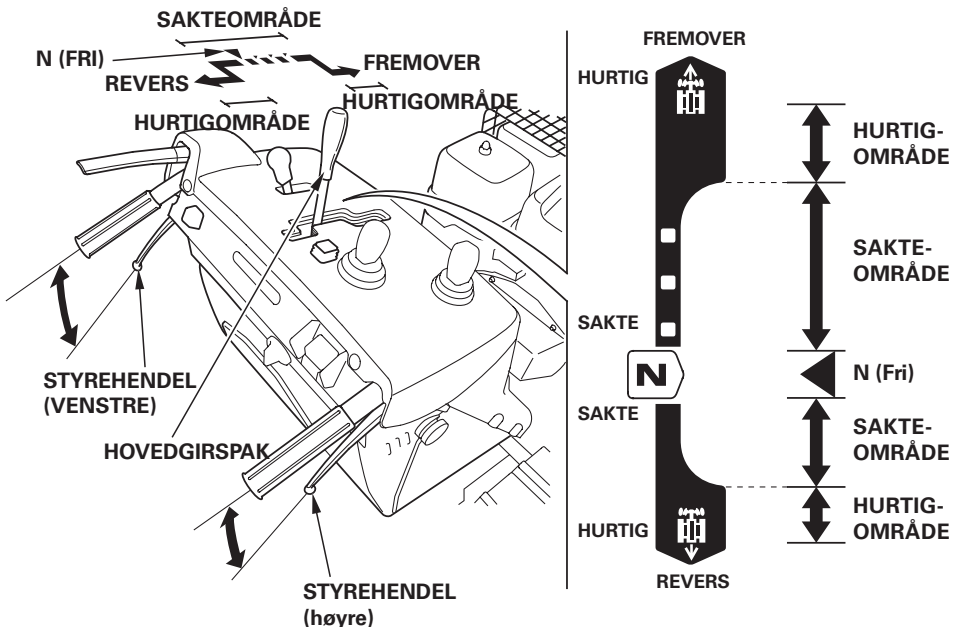 SAKTEOMRÅDE
N (FRI)
REVERS
FREMOVER
HURTIGOMRÅDE
HURTIGOMRÅDE
STYREHENDEL
(VENSTRE)
HOVEDGIRSPAK
STYREHENDEL
(høyre)
FREMOVER
HURTIG
HURTIG-
OMRÅDE
SAKTE-
OMRÅDE
SAKTE
N
N (Fri)
SAKTE
SAKTE-
OMRÅDE
HURTIG
HURTIG-
OMRÅDE
REVERS